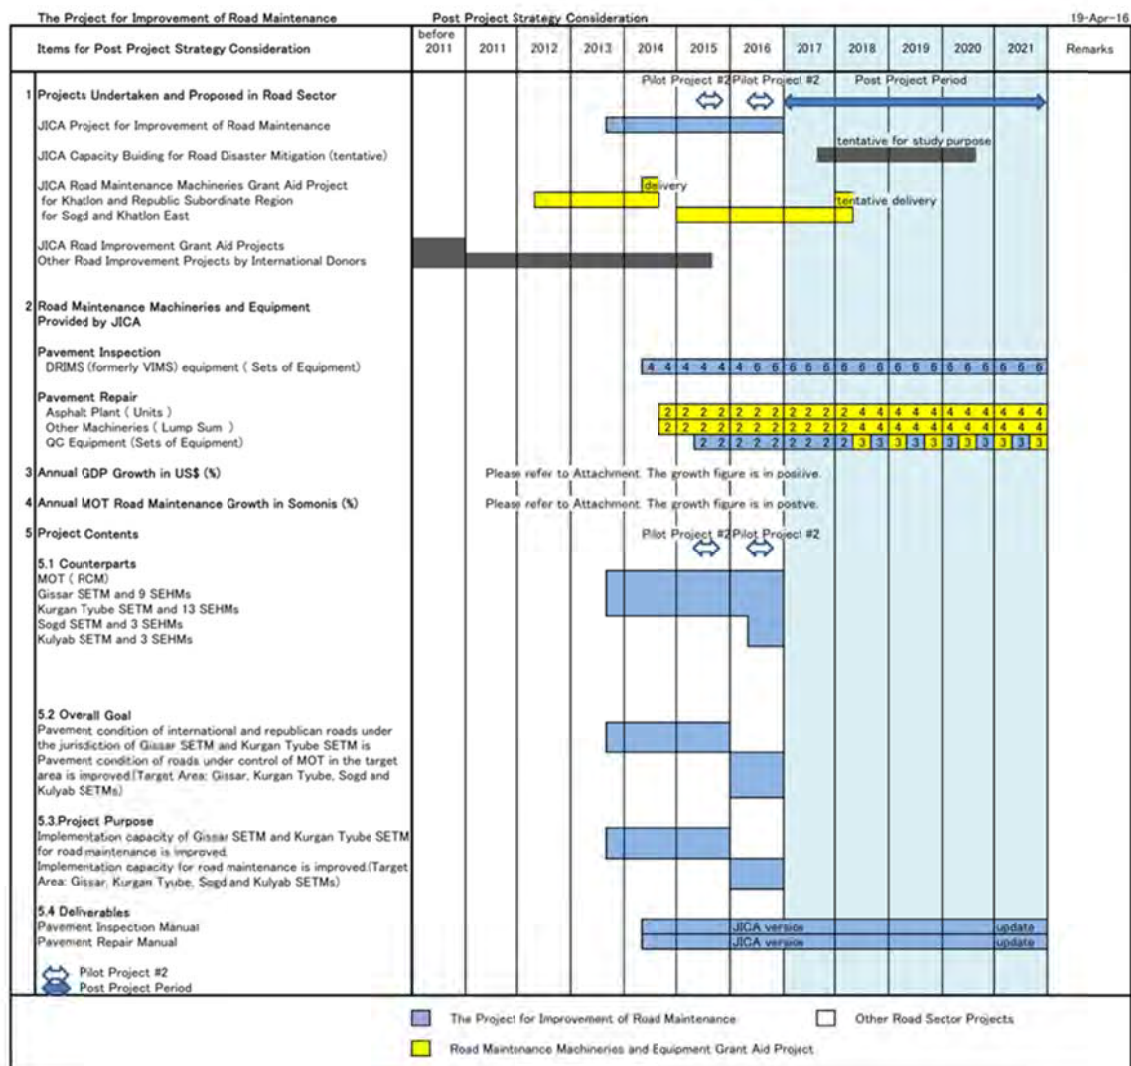 The Project for Improvement of Road Maintenance Post Project Strategy Consideration 19-Apr-16
Items for Post Project Strategy Consideration before 2011 2011 2012 2013 2014 2015 2016 2017 2018 2019 2020 2021 Remarks
Pilot Project #2 Pilot Project #2 Post Project Period
1 Projects Undertaken and Proposed in Road Sector
JICA Project for Improvement of Road Maintenance
tentative for study purpose
JICA Capacity Buiding for Road Disaster Mitigation (tentative)
JICA Road Maintenance Machineries Grant Aid Project delivery
for Khatlon and Republic Subordinate Region tentative delivery
for Sogd and Khatlon East
JICA Road Improvement Grant Aid Projects
Other Road Improvement Projects by International Donors
2 Road Maintenance Machineries and Equipment
Provided by JICA
Pavement Inspection
DRIMS (formerly VIMS) equipment ( Sets of Equipment) 4 4 4 4 4 4 6 6 6 6 6 6 6 6 6 6 6 6 6 6 6 6 6
Pavement Repair
Asphalt Plant ( Units ) 2 2 2 2 2 2 2 2 2 2 2 4 4 4 4 4 4 4 4 4 4 4
Other Machineries ( Lump Sum ) 2 2 2 2 2 2 2 2 2 2 2 4 4 4 4 4 4 4 4 4 4 4
QC Equipment (Sets of Equipment) 2 2 2 2 2 2 2 2 2 3 3 3 3 3 3 3 3 3 3 3
3 Annual GDP Growth in US$ (%) Please refer to Attachment. The growth figure is in positive.
4 Annual MOT Road Maintenance Growth in Somonis (%) Please refer to Attachment. The growth figure is in postve.
5 Project Contents Pilot Project #2 Pilot Project #2
5.1 Counterparts
MOT ( RCM)
Gissar SETM and 9 SEHMs
Kurgan Tyube SETM and 13 SEHMs
Sogd SETM and 3 SEHMs
Kulyab SETM and 3 SEHMs
5.2 Overall Goal
Pavement condition of international and republican roads under
the jurisdiction of Gissar SETM and Kurgan Tyube SETM is
Pavement condition of roads under control of MOT in the target
area is improved.(Target Area: Gissar, Kurgan Tyube, Sogd and
Kulyab SETMs)
5.3.Project Purpose
Implementation capacity of Gissar SETM and Kurgan Tyube SETM
for road maintenance is improved.
Implementation capacity for road maintenance is improved.(Target
Area: Gissar, Kurgan Tyube, Sogd and Kulyab SETMs)
5.4 Deliverables
Pavement Inspection Manual JICA version update
Pavement Repair Manual JICA version update
Pilot Project #2
Post Project Period
The Project for Improvement of Road Maintenance Other Road Sector Projects
Road Maintenance Machineries and Equipment Grant Aid Project